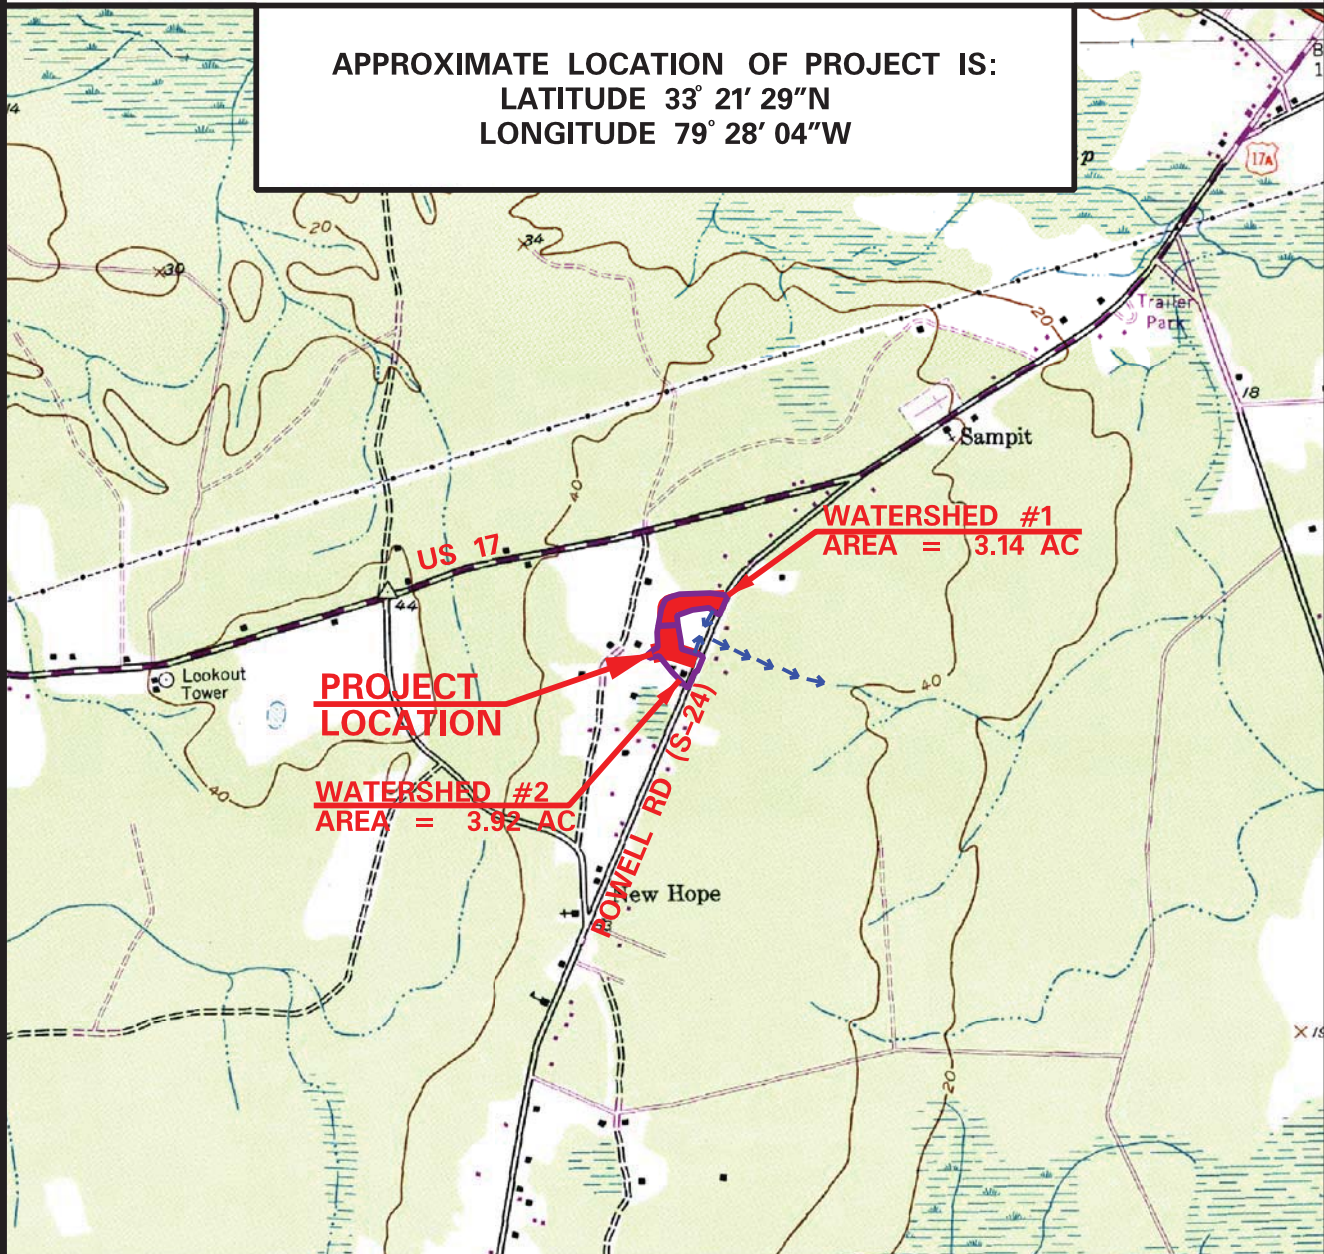 APPROXIMATE LOCATION OF PROJECT IS:
LATITUDE 33° 21' 29"N
LONGITUDE 79° 28' 04"W
17A
20
34
30
20
Trailer
Park
18
Sampit
40
WATERSHED #1
AREA = 3.14 AC
US 17
44
Lookout
Tower
PROJECT
LOCATION
40
POWELL RD (S-24)
WATERSHED #2
AREA = 3.92 AC
40
New Hope
20